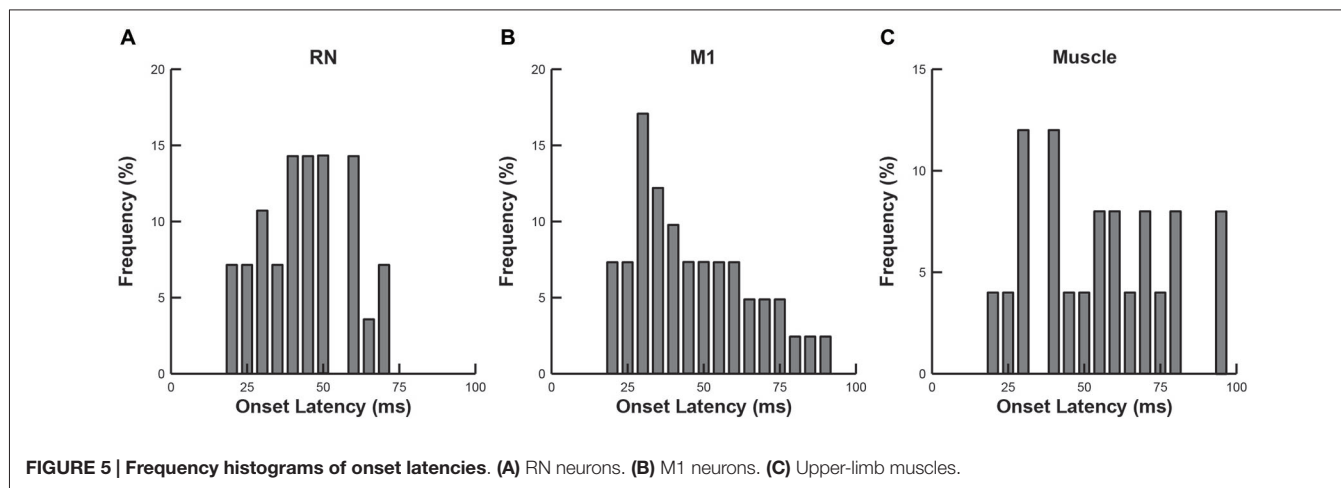 A
RN
Frequency (%)
20
15
10
5
0
0 25 50 75 100
Onset Latency (ms)
B
M1
Frequency (%)
20
15
10
5
0
0 25 50 75 100
Onset Latency (ms)
C
Muscle
Frequency (%)
15
10
5
0
0 25 50 75 100
Onset Latency (ms)
FIGURE 5 | Frequency histograms of onset latencies. (A) RN neurons. (B) M1 neurons. (C) Upper-limb muscles.